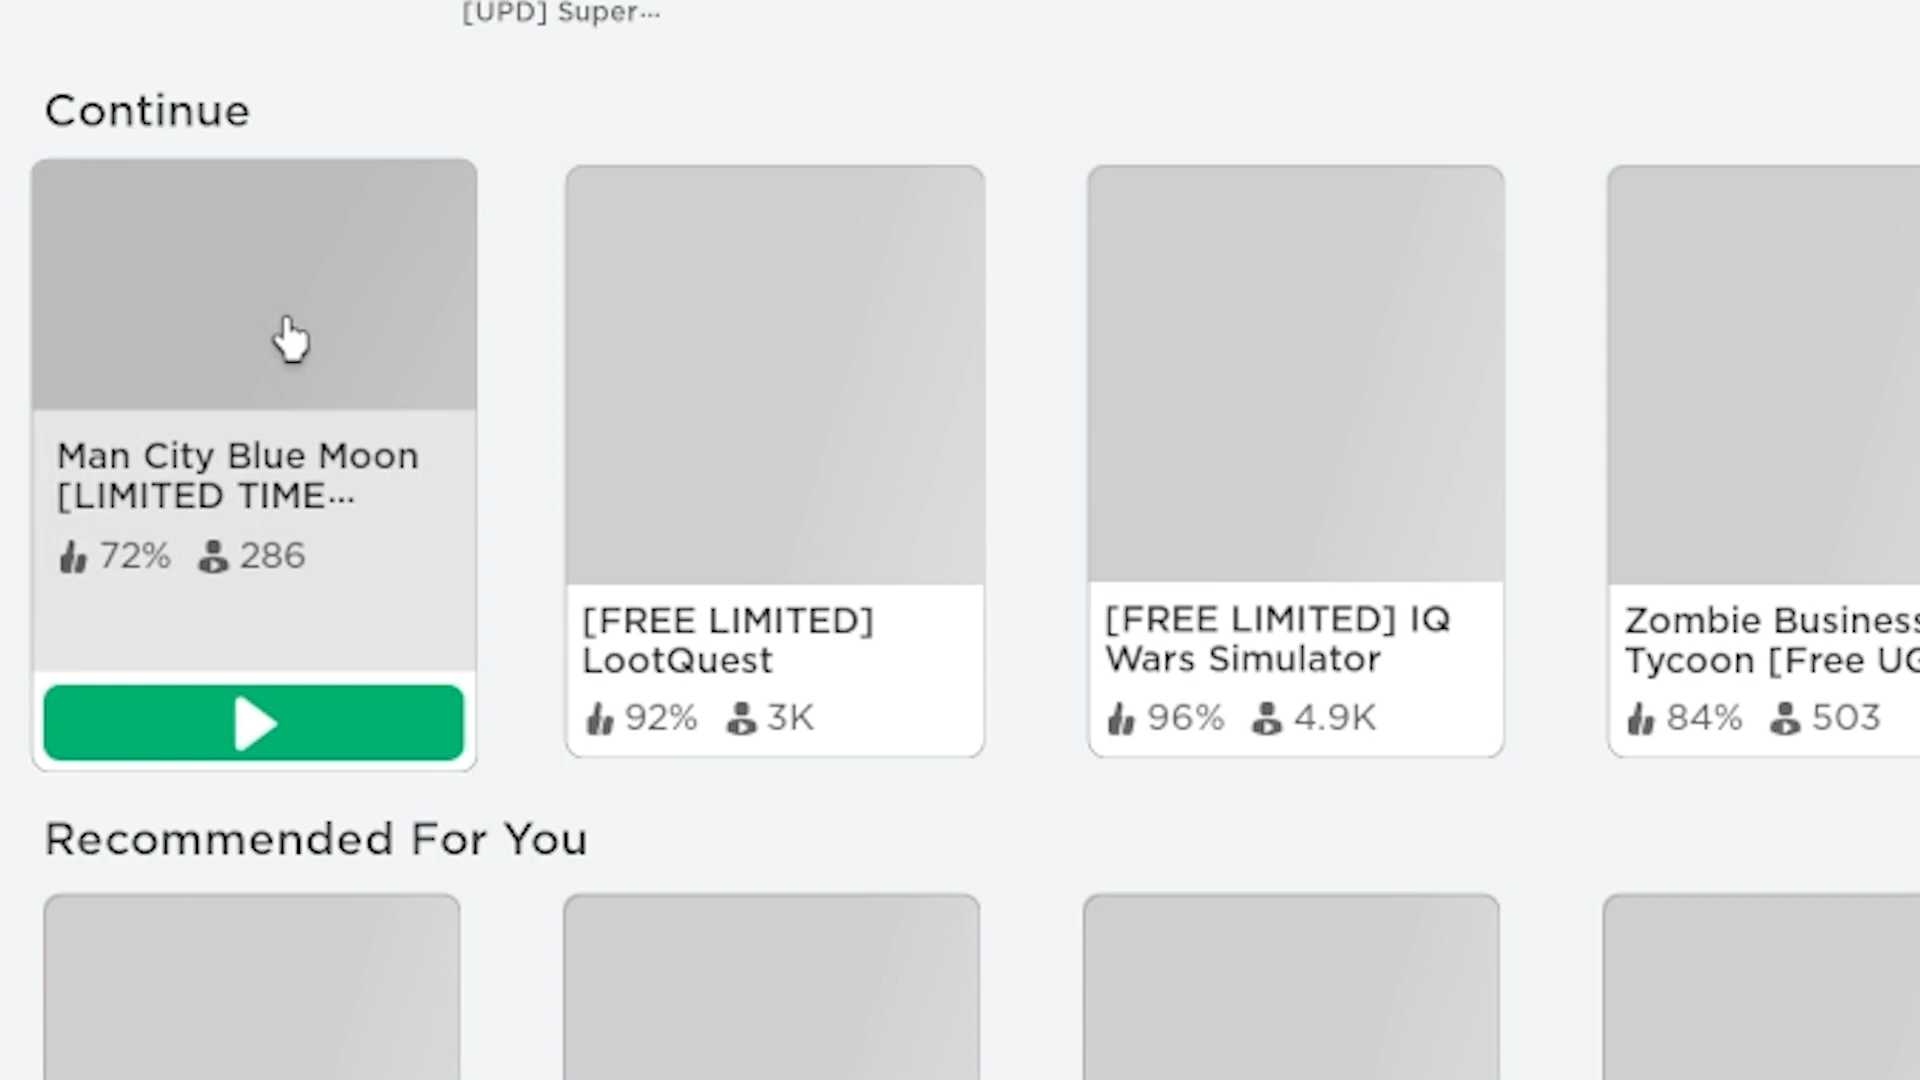 [UPD] Super...
Continue
Man City Blue Moon
[LIMITED TIME...
72% 286
[FREE LIMITED]
LootQuest
92% 3K
[FREE LIMITED] IQ
Wars Simulator
96% 4.9K
Zombie Business
Tycoon [Free UG
84% 503
Recommended For You